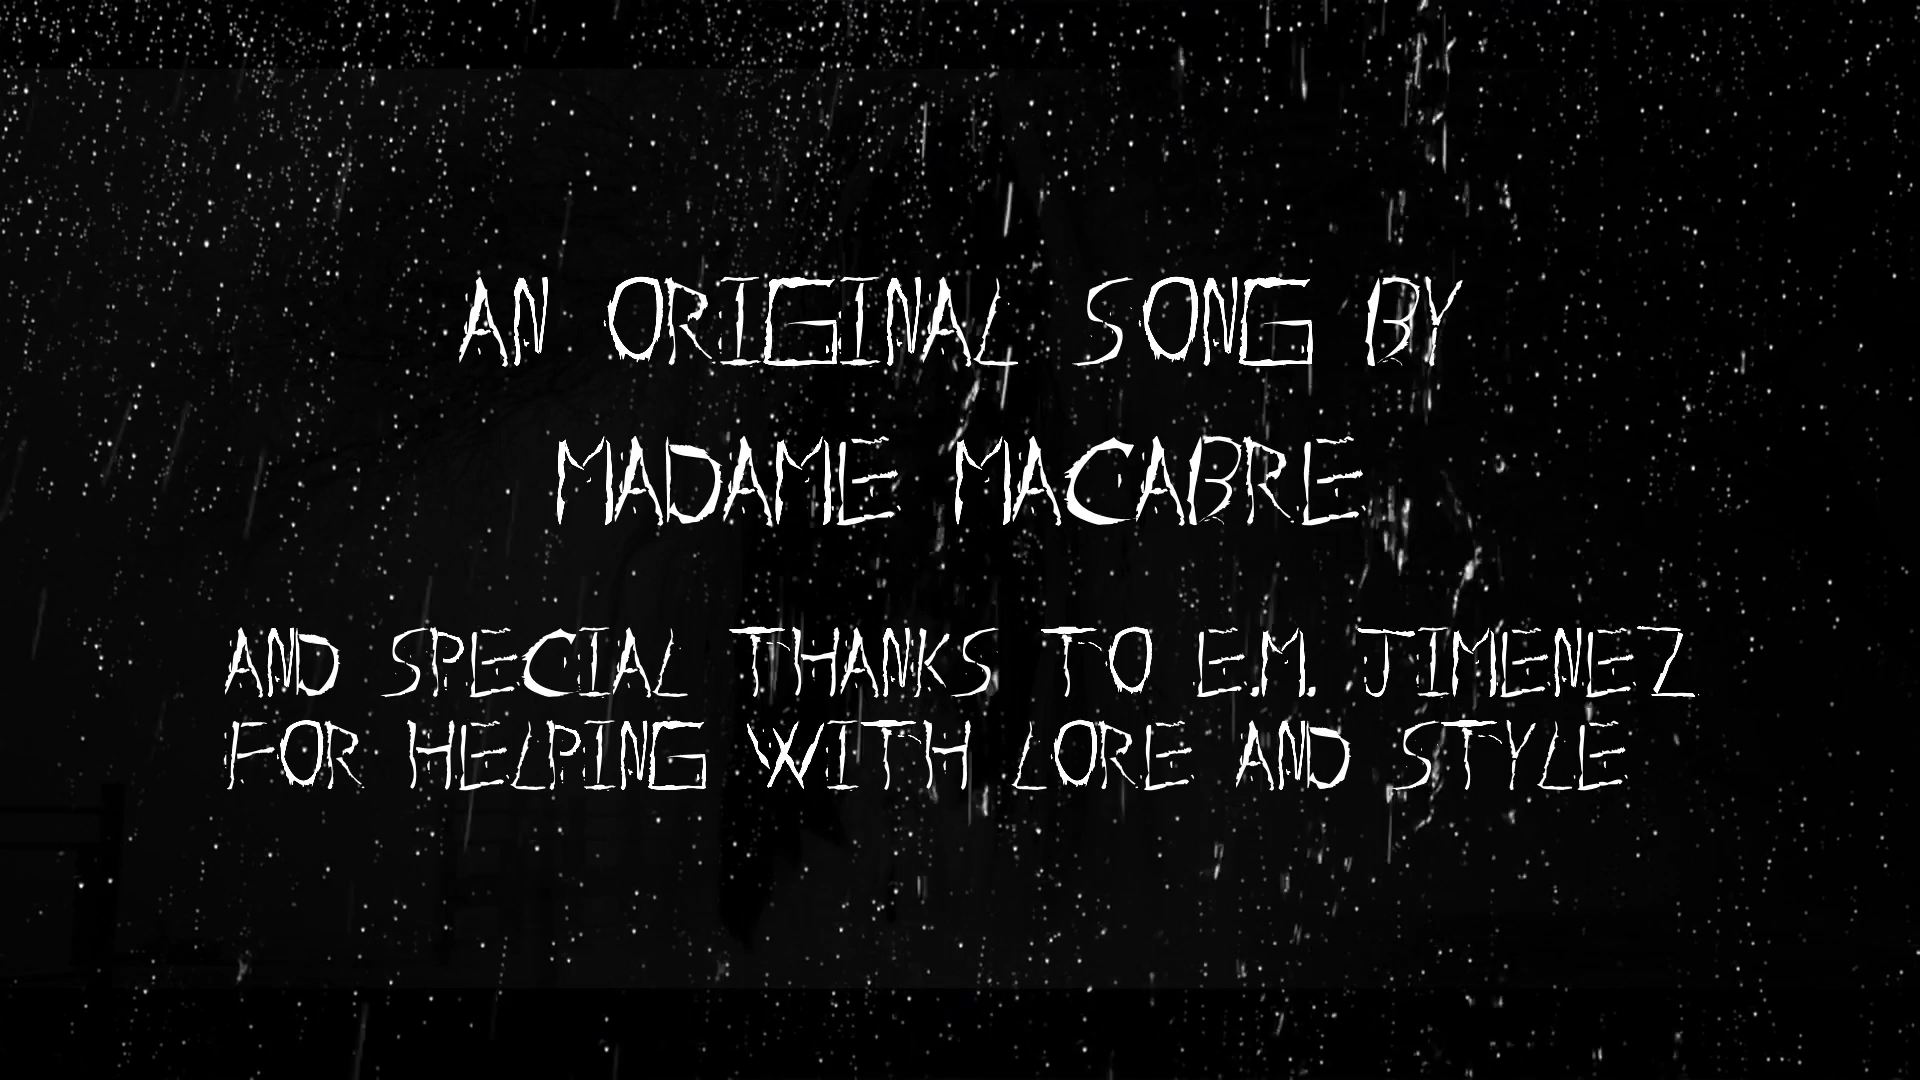 AN ORIGINAL SONG BY
MADAME MACABRE
AND SPECIAL THANKS TO E.M. JIMENEZ
FOR HELPING WITH LORE AND STYLE